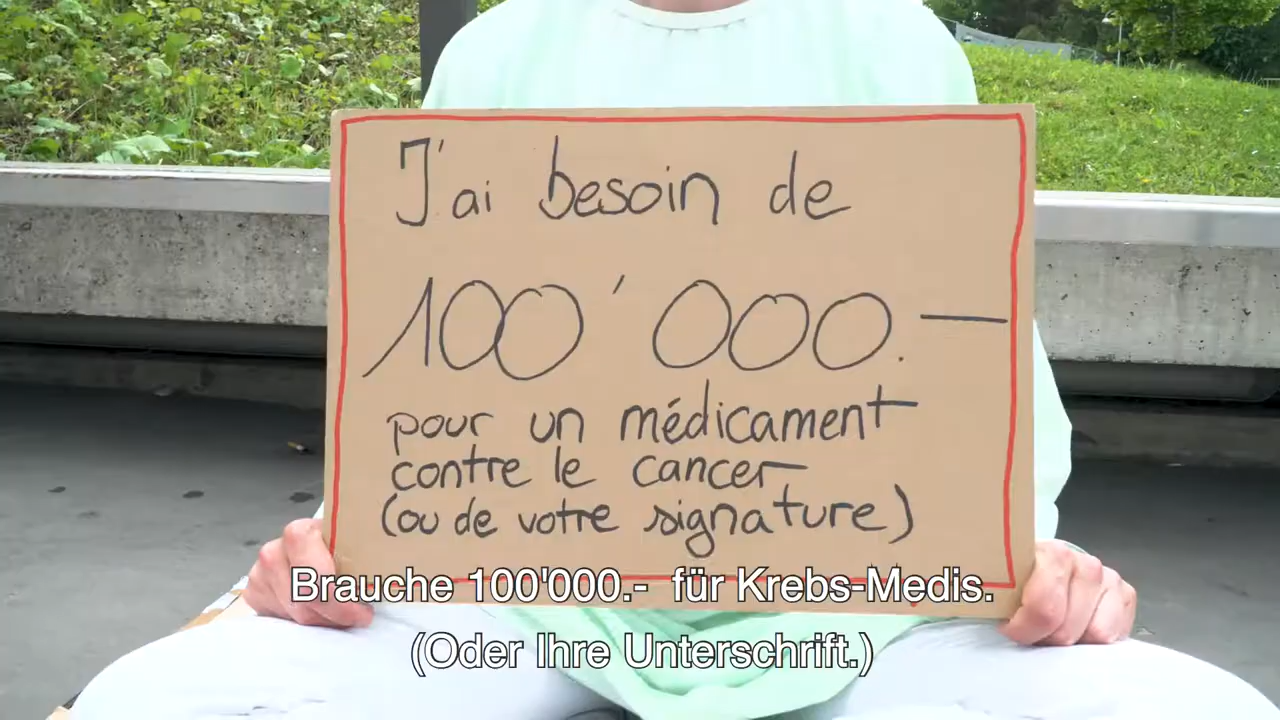 J'ai besoin de
100'000.—
pour un médicament
contre le cancer
(ou de votre signature)
Brauche 100'000.- für Krebs-Medis.
(Oder Ihre Unterschrift.)